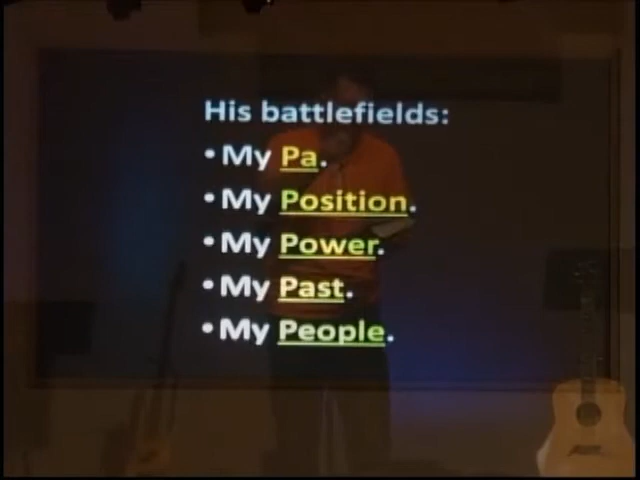 His battlefields:
• My Pa.
• My Position.
• My Power.
• My Past.
• My People.